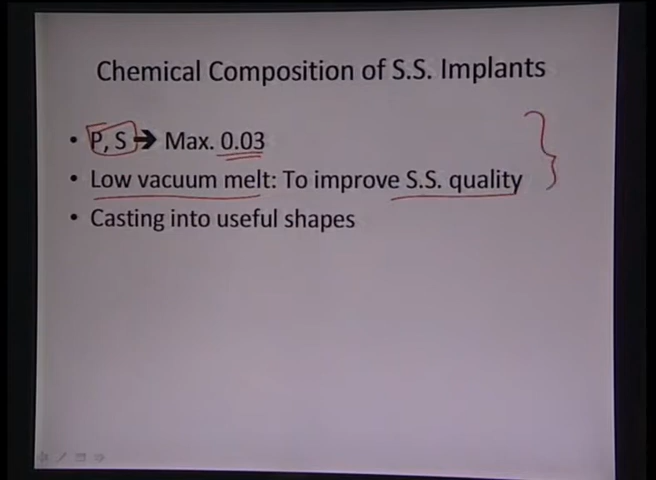 Chemical Composition of S.S. Implants
• P, S → Max. 0.03
• Low vacuum melt: To improve S.S. quality
• Casting into useful shapes